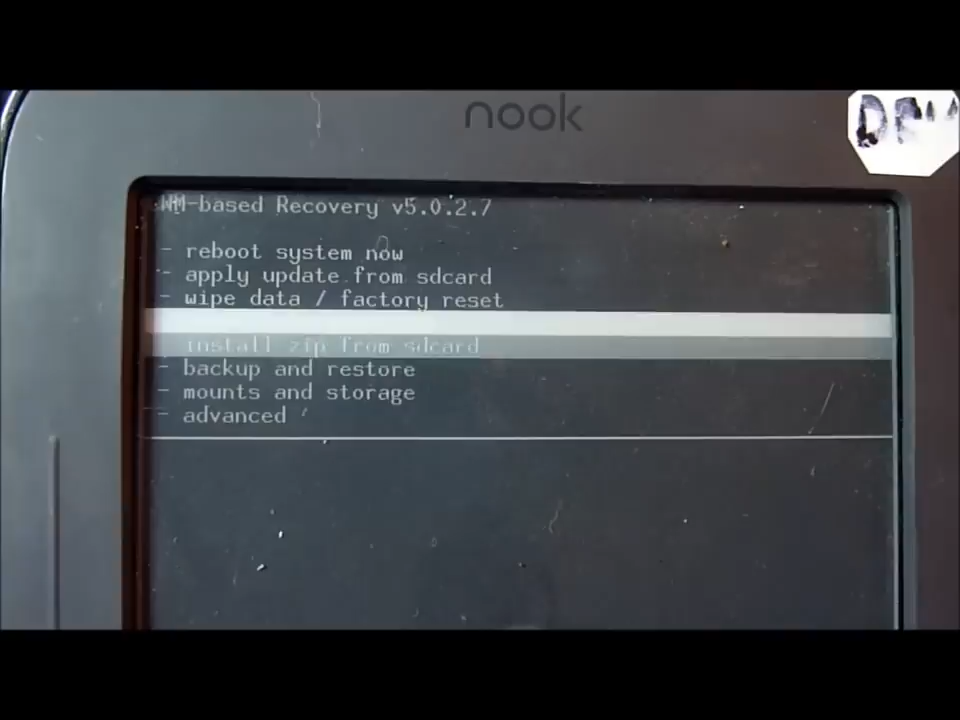 nook
-based Recovery v5.0.2.7
- reboot system now
- apply update from sdcard
- wipe data / factory reset
- install zip from sdcard
- backup and restore
- mounts and storage
- advanced